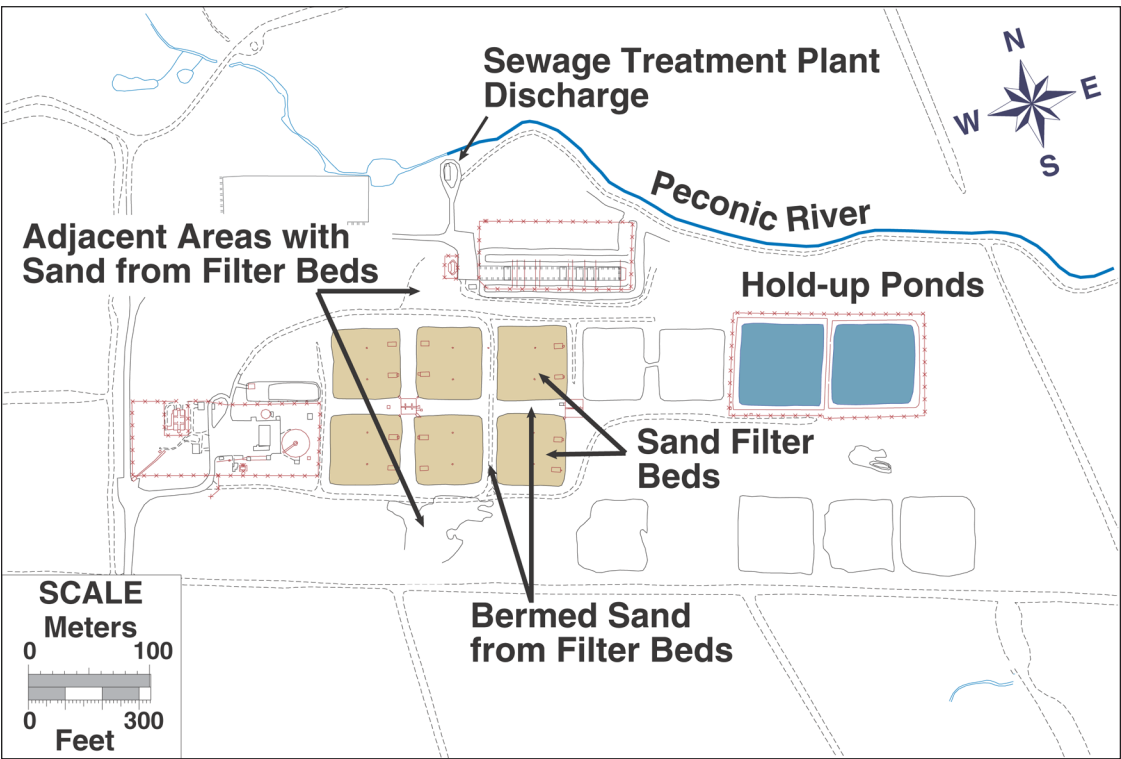 Sewage Treatment Plant
Discharge
N
E
W
S
Peconic River
Adjacent Areas with
Sand from Filter Beds
Hold-up Ponds
Sand Filter
Beds
Bermed Sand
from Filter Beds
SCALE
Meters
0 100
0 300
Feet